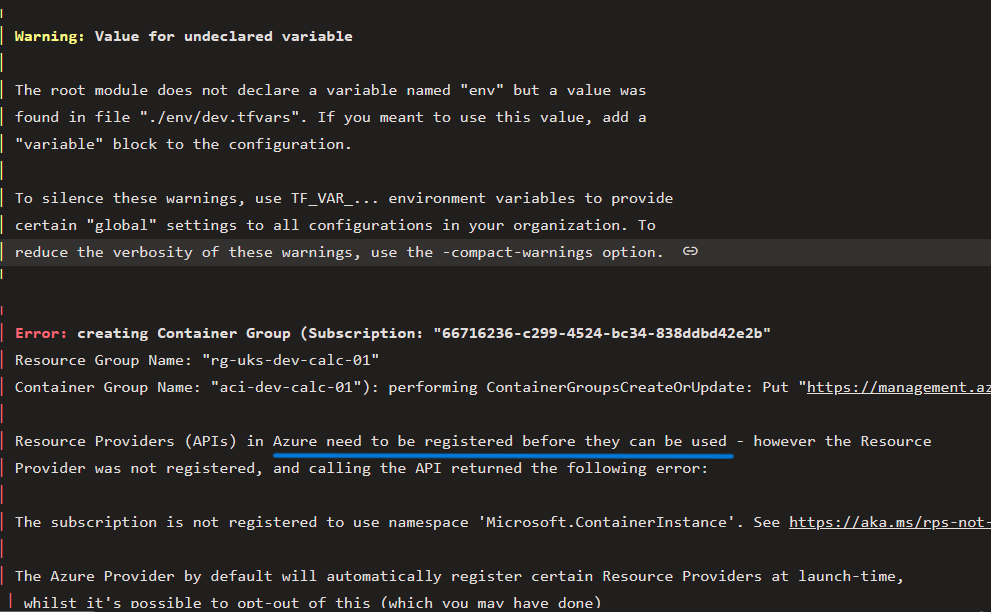 Warning: Value for undeclared variable
The root module does not declare a variable named "env" but a value was
found in file "./env/dev.tfvars". If you meant to use this value, add a
"variable" block to the configuration.
To silence these warnings, use TF_VAR_... environment variables to provide
certain "global" settings to all configurations in your organization. To
reduce the verbosity of these warnings, use the -compact-warnings option.
Error: creating Container Group (Subscription: "66716236-c299-4524-bc34-838ddbd42e2b"
Resource Group Name: "rg-uks-dev-calc-01"
Container Group Name: "aci-dev-calc-01"): performing ContainerGroupsCreateOrUpdate: Put "https://management.az
Resource Providers (APIs) in Azure need to be registered before they can be used - however the Resource
Provider was not registered, and calling the API returned the following error:
The subscription is not registered to use namespace 'Microsoft.ContainerInstance'. See https://aka.ms/rps-not-
The Azure Provider by default will automatically register certain Resource Providers at launch-time,
whilst it's possible to opt-out of this (which you may have done)